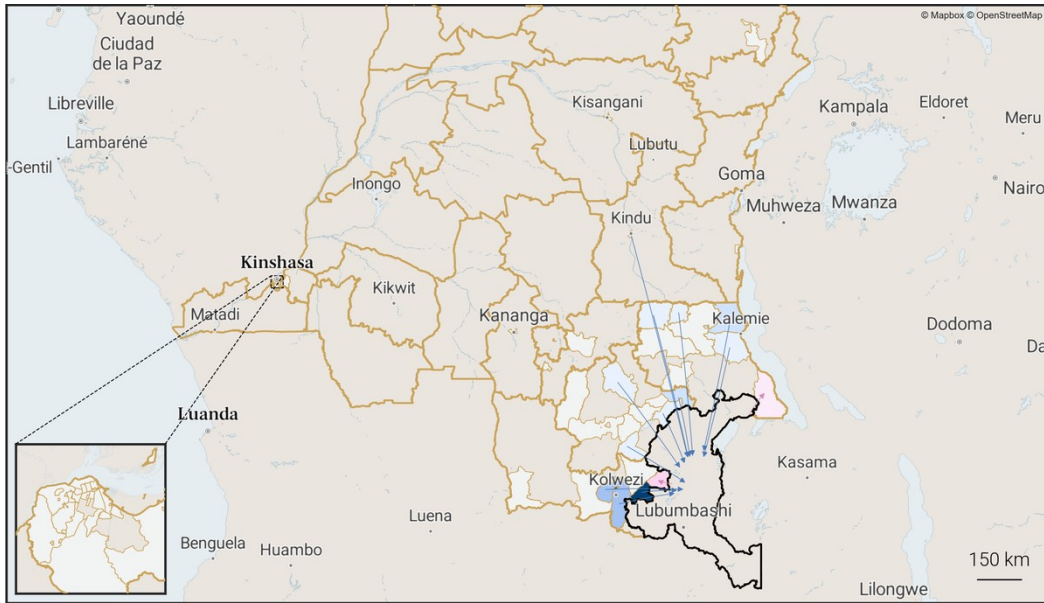 © Mapbox © OpenStreetMap
Yaoundé
Ciudad
de la Paz
Libreville
Lambaréné
-Gentil
Kisangani
Kampala
Eldoret
Meru
Lubutu
Inongo
Goma
Muhweza
Mwanza
Nairo
Kindu
Kinshasa
Kikwit
Matadi
Kananga
Kalemie
Dodoma
Da
Luanda
Kasama
Kolwezi
Luena
Lubumbashi
Benguela
Huambo
150 km
Lilongwe